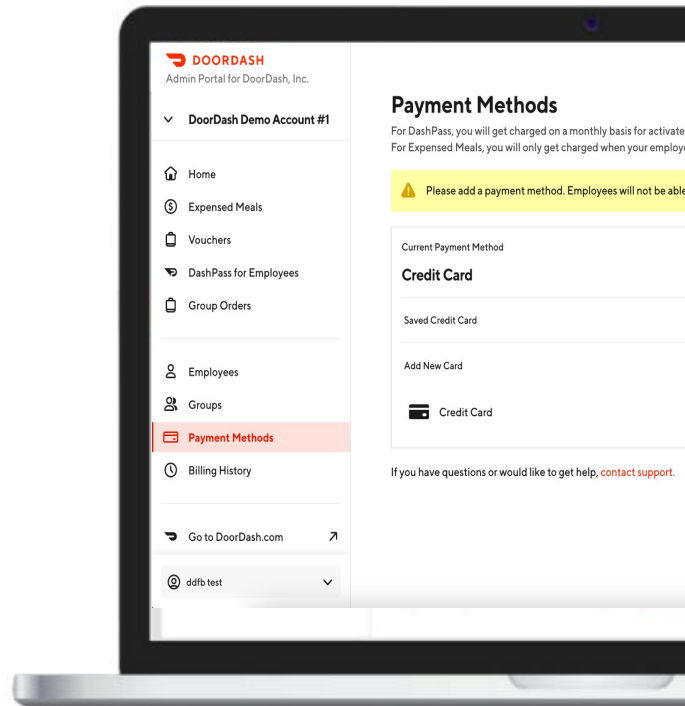 DOORDASH
Admin Portal for DoorDash, Inc.
DoorDash Demo Account #1
Home
Expensed Meals
Vouchers
DashPass for Employees
Group Orders
Employees
Groups
Payment Methods
Billing History
Go to DoorDash.com
ddfb test
Payment Methods
For DashPass, you will get charged on a monthly basis for activate
For Expensed Meals, you will only get charged when your employe
Please add a payment method. Employees will not be able
Current Payment Method
Credit Card
Saved Credit Card
Add New Card
Credit Card
If you have questions or would like to get help, contact support.